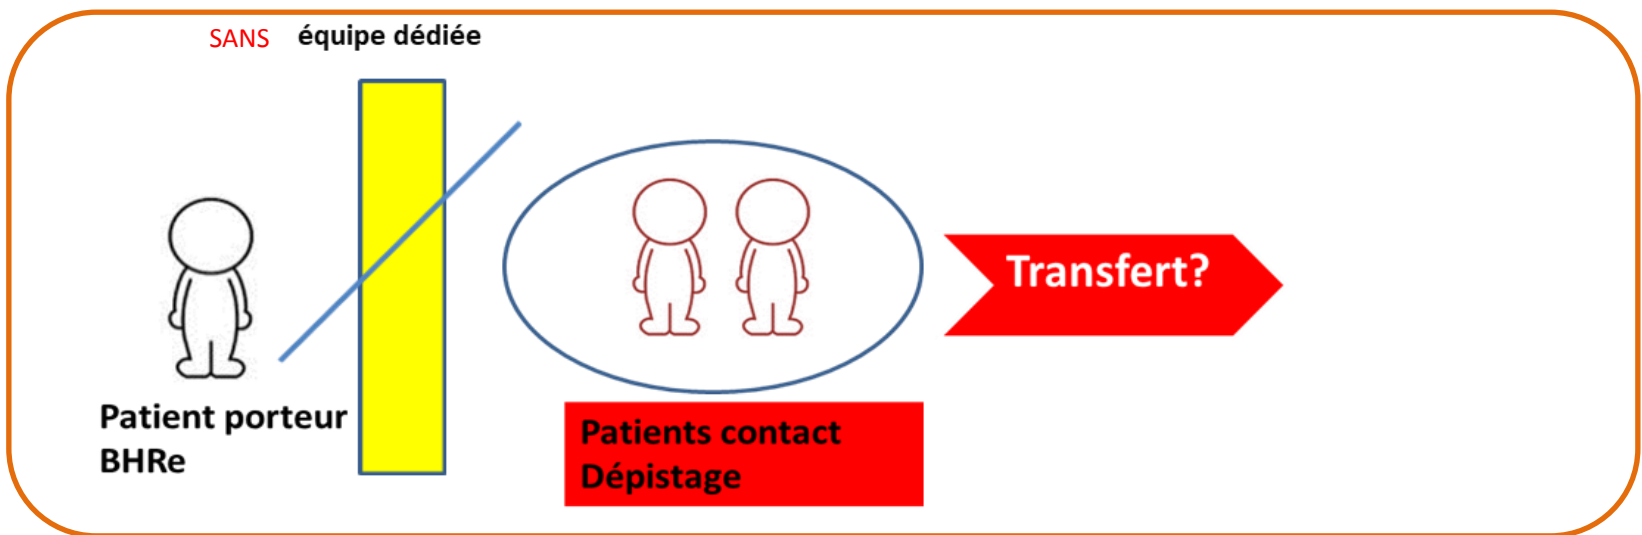 SANS équipe dédiée
Patient porteur
BHRe
Patients contact
Dépistage
Transfert?